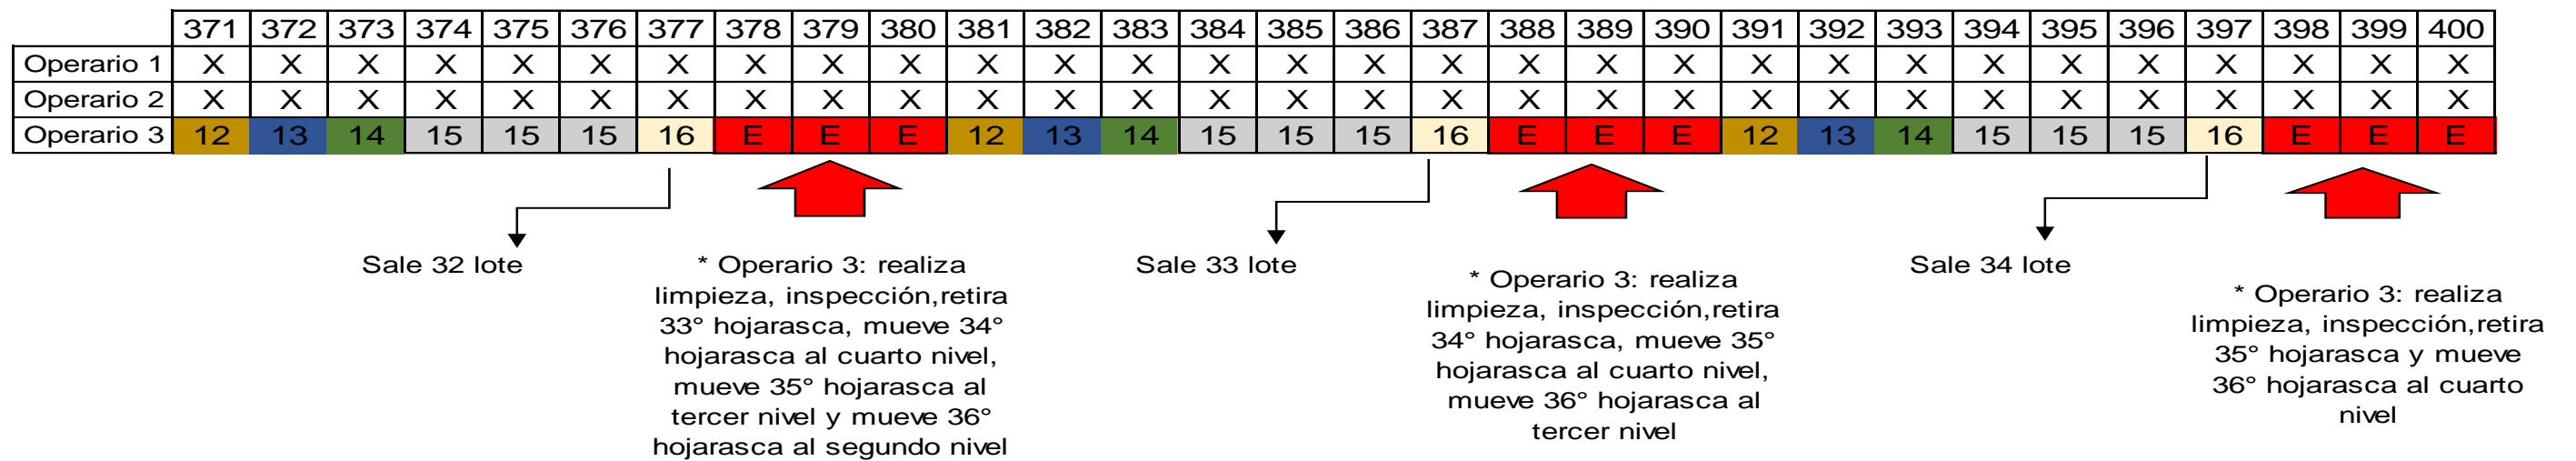 371 372 373 374 375 376 377 378 379 380 381 382 383 384 385 386 387 388 389 390 391 392 393 394 395 396 397 398 399 400
Operario 1 X X X X X X X X X X X X X X X X X X X X X X X X X X X X X X
Operario 2 X X X X X X X X X X X X X X X X X X X X X X X X X X X X X X
Operario 3 12 13 14 15 15 15 16 E E E 12 13 14 15 15 15 16 E E E 12 13 14 15 15 15 16 E E E
Sale 32 lote
* Operario 3: realiza
limpieza, inspección,retira
33° hojarasca, mueve 34°
hojarasca al cuarto nivel,
mueve 35° hojarasca al
tercer nivel y mueve 36°
hojarasca al segundo nivel
Sale 33 lote
* Operario 3: realiza
limpieza, inspección,retira
34° hojarasca, mueve 35°
hojarasca al cuarto nivel,
mueve 36° hojarasca al
tercer nivel
Sale 34 lote
* Operario 3: realiza
limpieza, inspección,retira
35° hojarasca y mueve
36° hojarasca al cuarto
nivel